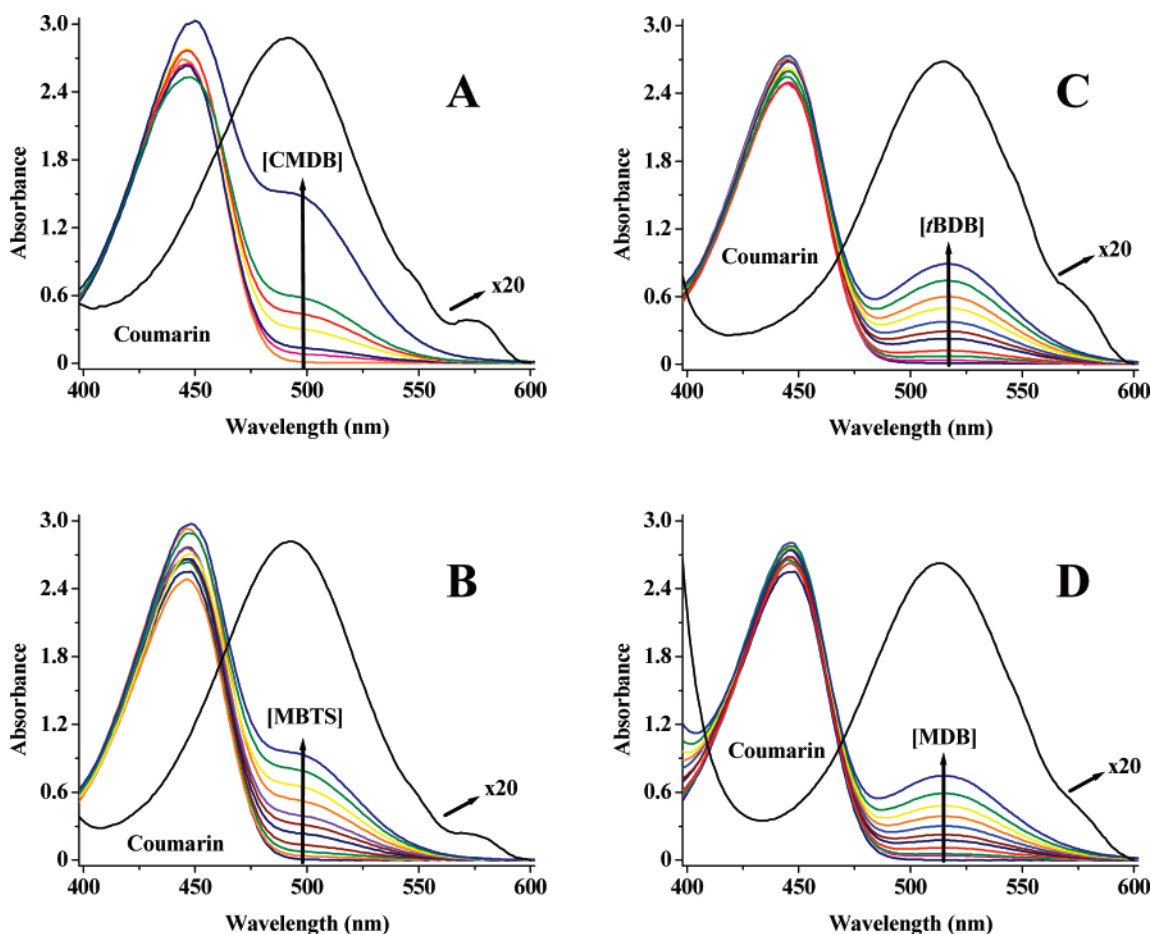 3.0
2.4
1.8
1.2
0.6
0
Absorbance
A
[CMDB]
x20
Coumarin
400 450 500 550 600
Wavelength (nm)
3.0
2.4
1.8
1.2
0.6
0
Absorbance
C
[tBDB]
x20
Coumarin
400 450 500 550 600
Wavelength (nm)
3.0
2.4
1.8
1.2
0.6
0
Absorbance
B
[MBTS]
x20
Coumarin
400 450 500 550 600
Wavelength (nm)
3.0
2.4
1.8
1.2
0.6
0
Absorbance
D
[MDB]
x20
Coumarin
400 450 500 550 600
Wavelength (nm)